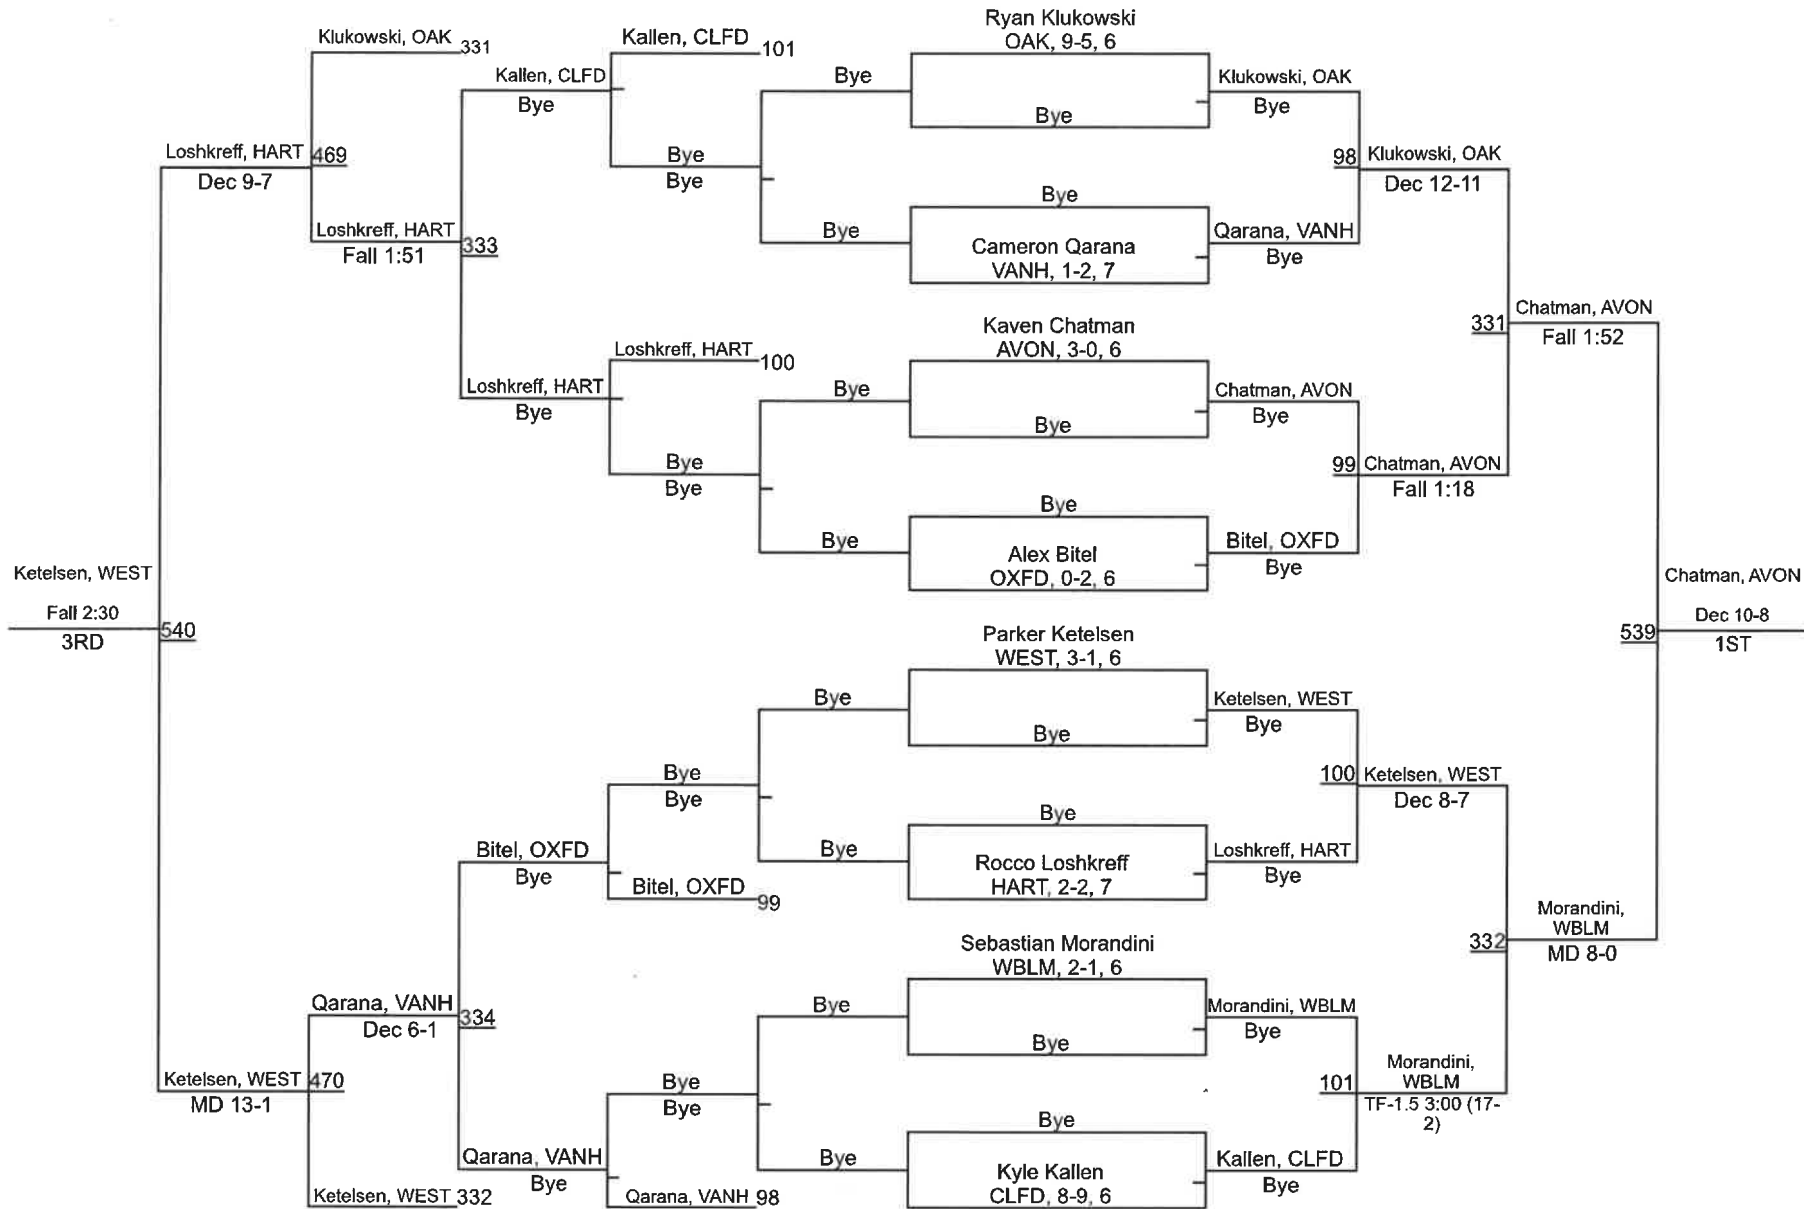 Ryan Klukowski
OAK, 9-5, 6
Klukowski, OAK 331
Kallen, CLFD 101
Kallen, CLFD
Bye
Bye
Bye
Klukowski, OAK
Bye
Loshkreff, HART 469
Dec 9-7
Bye
Bye
98 Klukowski, OAK
Dec 12-11
Loshkreff, HART 333
Fall 1:51
Bye
Bye
Cameron Qarana
VANH, 1-2, 7
Qarana, VANH
Bye
Chatman, AVON
331
Fall 1:52
Kaven Chatman
AVON, 3-0, 6
Loshkreff, HART 100
Loshkreff, HART
Bye
Bye
Bye
Chatman, AVON
Bye
Bye
Bye
99 Chatman, AVON
Fall 1:18
Bye
Bye
Alex Bitel
OXFD, 0-2, 6
Bitel, OXFD
Bye
Ketelsen, WEST
Fall 2:30
540
3RD
Chatman, AVON
Dec 10-8
539
1ST
Parker Ketelsen
WEST, 3-1, 6
Bye
Bye
Ketelsen, WEST
Bye
Bye
Bye
100 Ketelsen, WEST
Dec 8-7
Bitel, OXFD
Bye
Bye
Bye
Rocco Loshkreff
HART, 2-2, 7
Loshkreff, HART
Bye
Bitel, OXFD 99
Morandini,
WBLM
332
MD 8-0
Sebastian Morandini
WBLM, 2-1, 6
Qarana, VANH 334
Dec 6-1
Bye
Bye
Morandini, WBLM
Bye
Ketelsen, WEST 470
MD 13-1
Bye
Bye
101
Morandini,
WBLM
TF-1.5 3:00 (17-
2)
Qarana, VANH
Bye
Bye
Bye
Kyle Kallen
CLFD, 8-9, 6
Kallen, CLFD
Bye
Ketelsen, WEST 332
Qarana, VANH 98